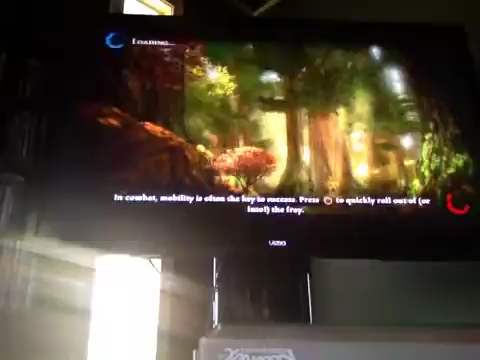 Loading...
In combat, mobility is often the key to success. Press to quickly roll out of (or
into!) the fray.
VIZIO